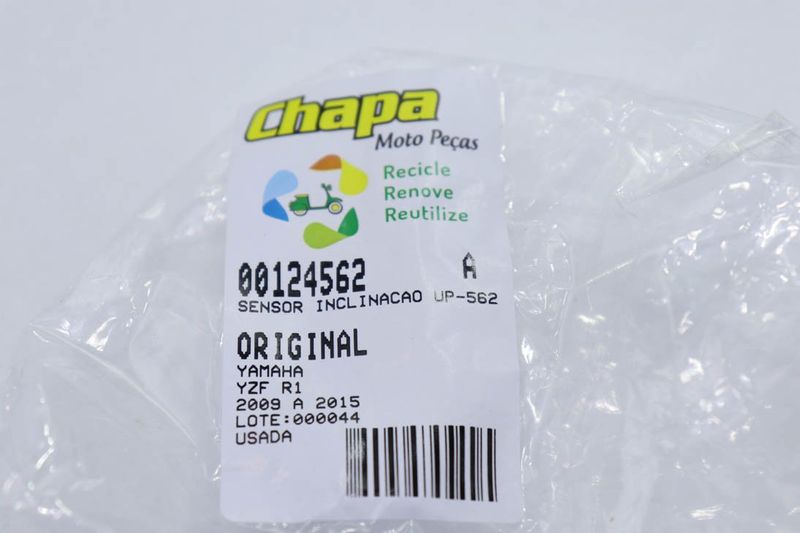 Chapa
Moto Peças
Recicle
Renove
Reutilize
00124562 A
SENSOR INCLINACAO UP-562
ORIGINAL
YAMAHA
YZF R1
2009 A 2015
LOTE:000044
USADA